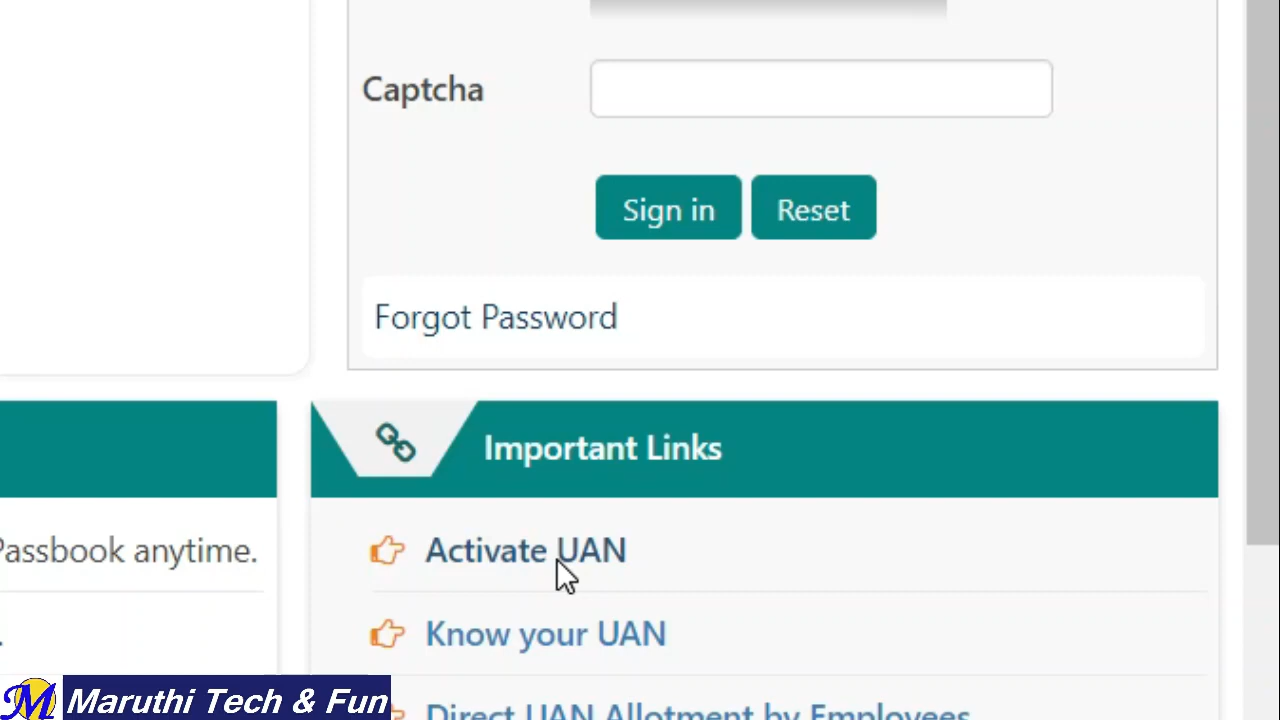 Captcha
Sign in
Reset
Forgot Password
Important Links
Passbook anytime.
Activate UAN
Know your UAN
Direct UAN Allotment by Employees
M Maruthi Tech & Fun